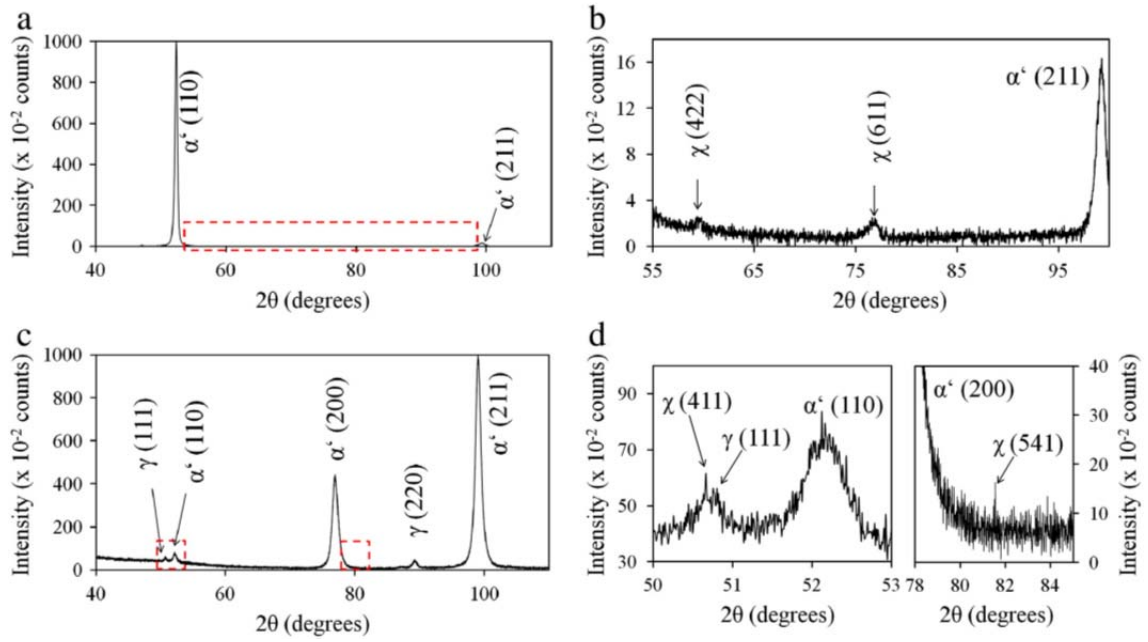 a
Intensity (x 10-2 counts)
1000
800
600
400
200
0
α‘ (110)
α‘ (211)
40
60
80
100
2θ (degrees)
b
Intensity (x 10-2 counts)
16
12
8
4
0
χ (422)
χ (611)
α‘ (211)
55
65
75
85
95
2θ (degrees)
c
Intensity (x 10-2 counts)
1000
800
600
400
200
0
γ (111)
α‘ (110)
α‘ (200)
γ (220)
α‘ (211)
40
60
80
100
2θ (degrees)
d
Intensity (x 10-2 counts)
90
70
50
30
χ (411)
γ (111)
α‘ (110)
50
51
52
53
2θ (degrees)
α‘ (200)
χ (541)
40
30
20
10
0
Intensity (x 10-2 counts)
78
80
82
84
2θ (degrees)